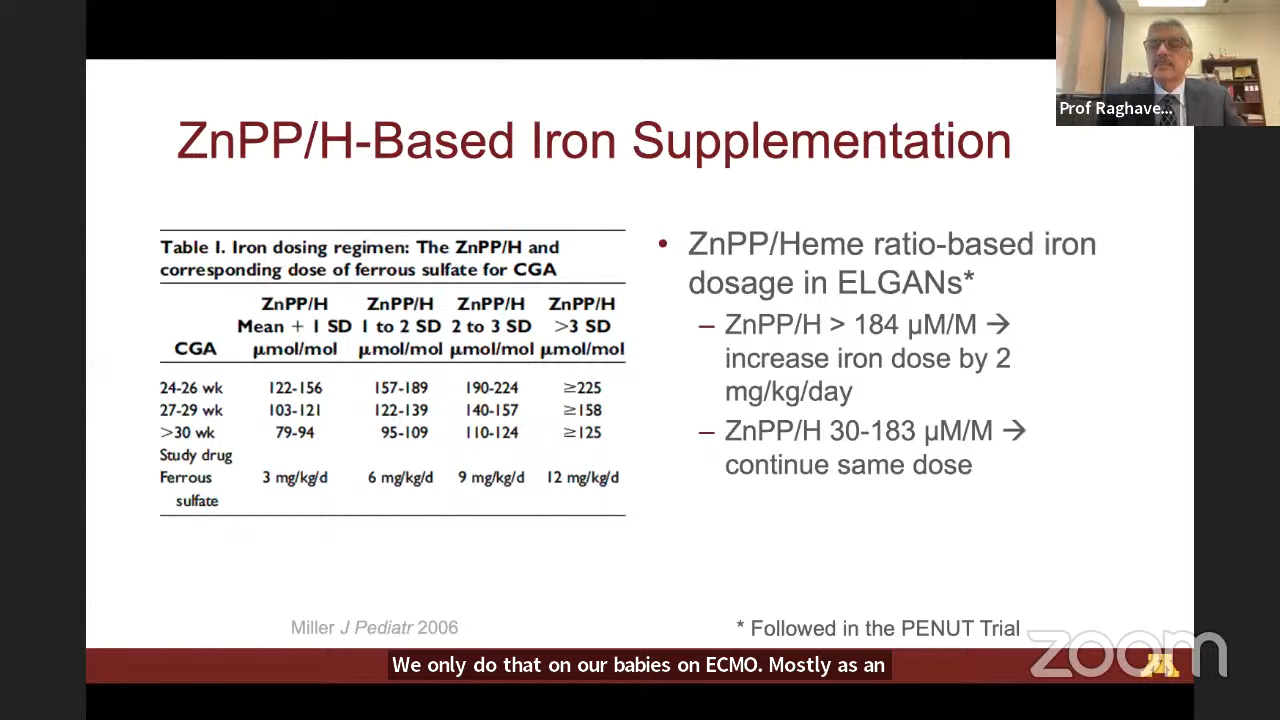 Prof Raghave...
ZnPP/H-Based Iron Supplementation
Table I. Iron dosing regimen: The ZnPP/H and
corresponding dose of ferrous sulfate for CGA
ZnPP/H ZnPP/H ZnPP/H ZnPP/H
Mean + 1 SD 1 to 2 SD 2 to 3 SD >3 SD
CGA μmol/mol μmol/mol μmol/mol μmol/mol
24-26 wk 122-156 157-189 190-224 ≥225
27-29 wk 103-121 122-139 140-157 ≥158
>30 wk 79-94 95-109 110-124 ≥125
Study drug
Ferrous 3 mg/kg/d 6 mg/kg/d 9 mg/kg/d 12 mg/kg/d
sulfate
• ZnPP/Heme ratio-based iron
dosage in ELGANs*
– ZnPP/H > 184 μM/M →
increase iron dose by 2
mg/kg/day
– ZnPP/H 30-183 μM/M →
continue same dose
Miller J Pediatr 2006
* Followed in the PENUT Trial
We only do that on our babies on ECMO. Mostly as an
zoom
M